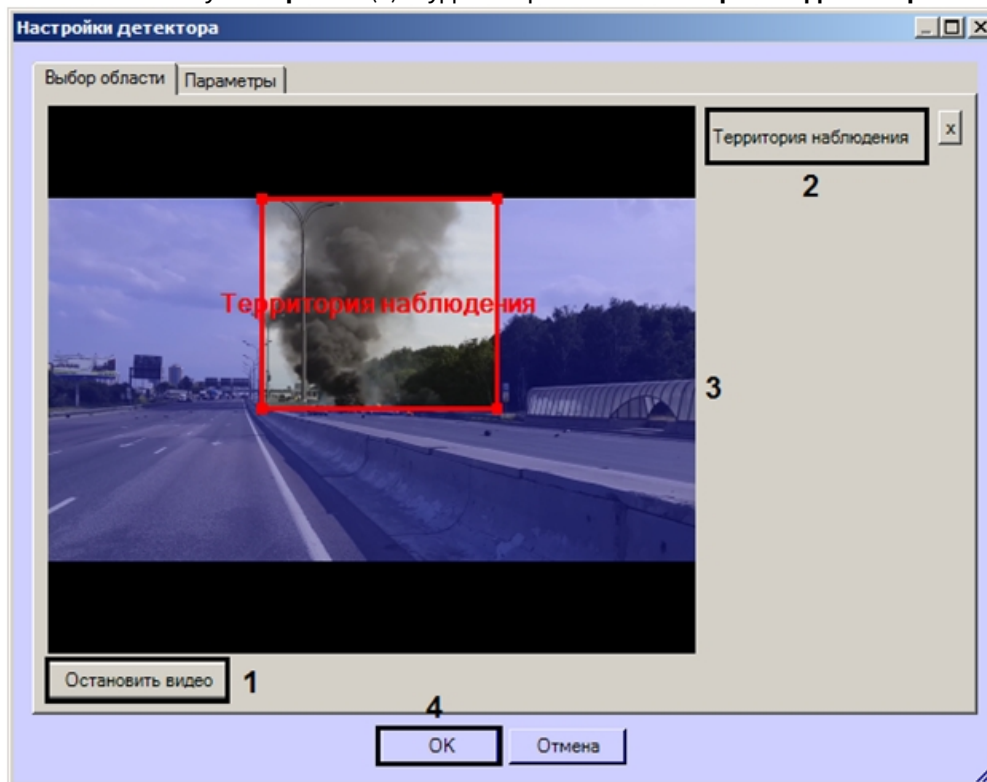 Настройки детектора
Выбор области
Параметры
Территория наблюдения
x
2
Территория наблюдения
3
Остановить видео
1
4
OK
Отмена